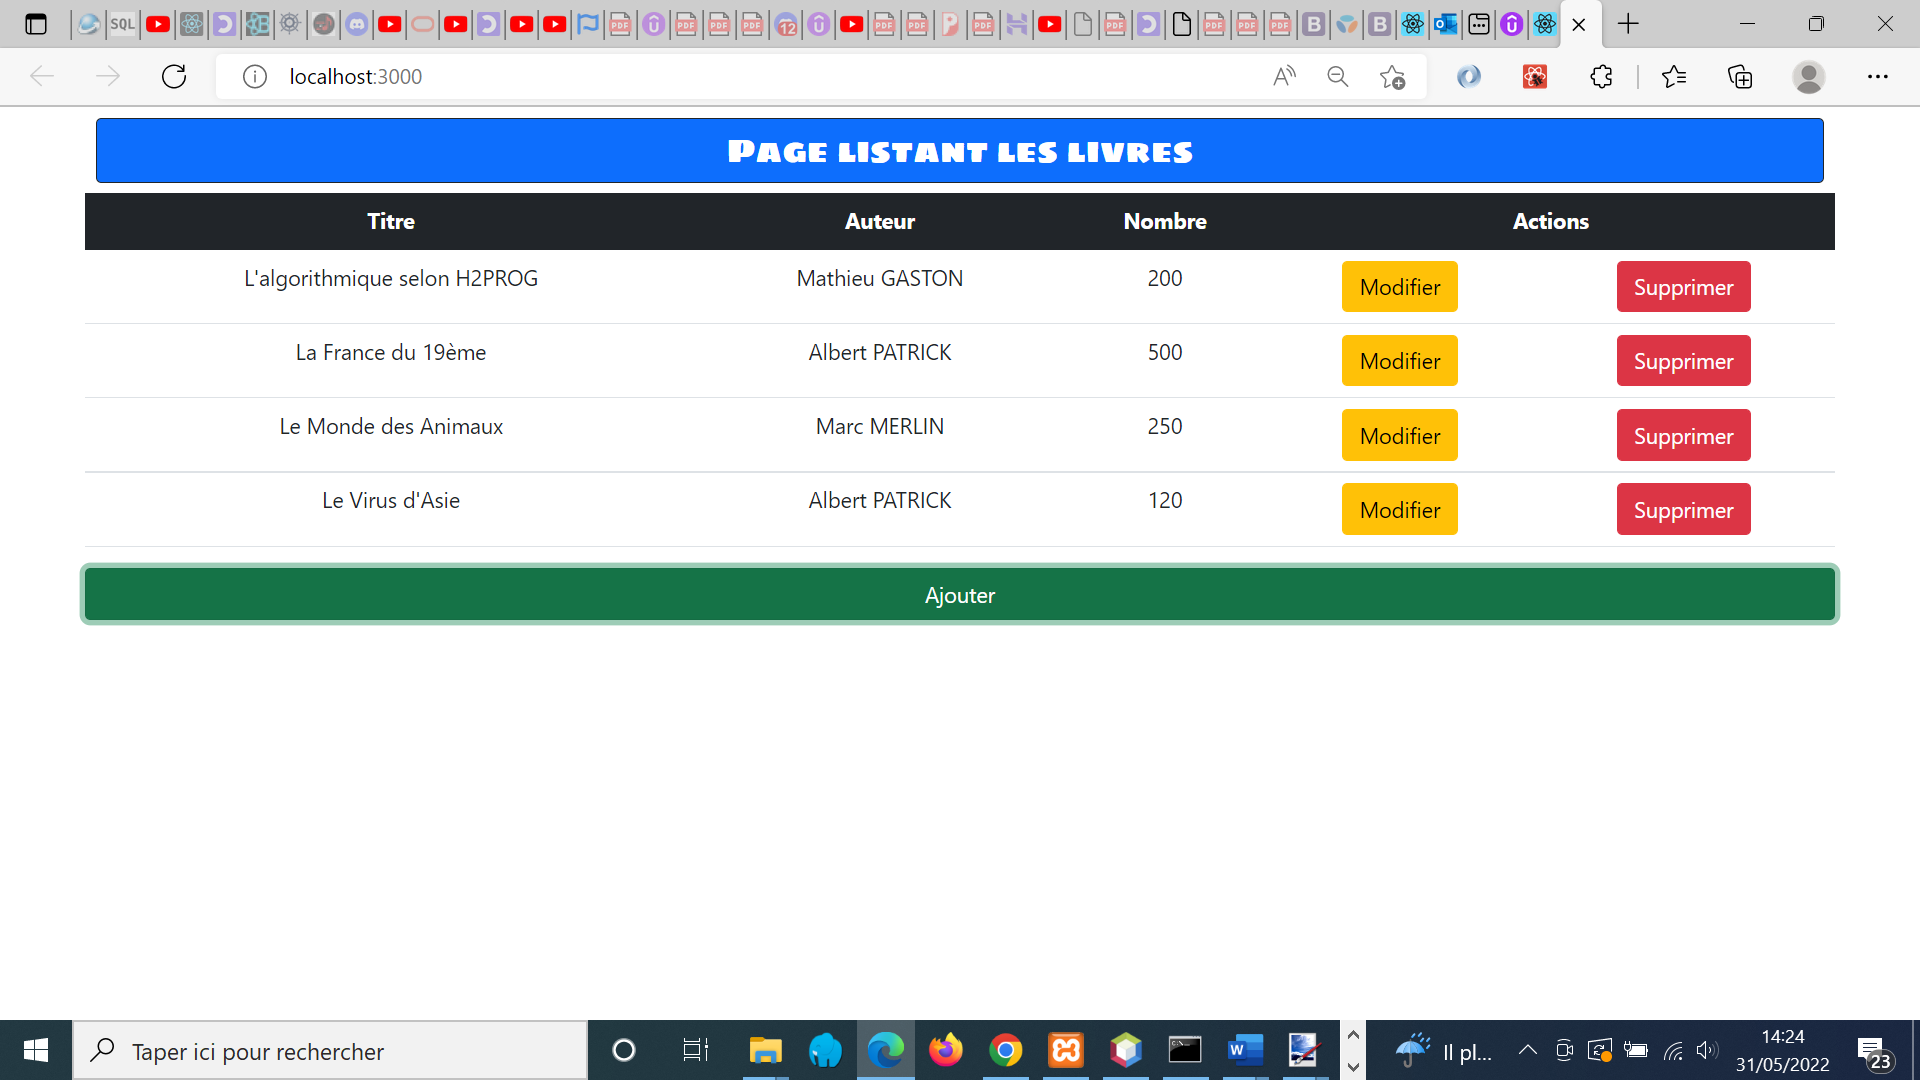 SQL
12
localhost:3000
Page listant les livres
Titre Auteur Nombre Actions
L'algorithmique selon H2PROG Mathieu GASTON 200 Modifier Supprimer
La France du 19ème Albert PATRICK 500 Modifier Supprimer
Le Monde des Animaux Marc MERLIN 250 Modifier Supprimer
Le Virus d'Asie Albert PATRICK 120 Modifier Supprimer
Ajouter
Taper ici pour rechercher
Il pl...
14:24
31/05/2022
23